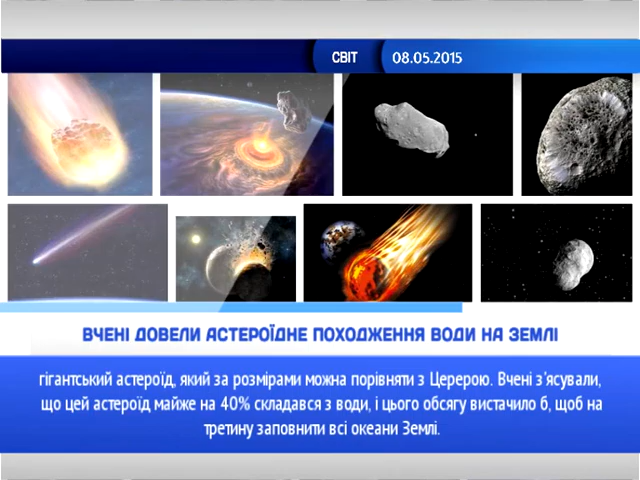 СВІТ 08.05.2015
ВЧЕНІ ДОВЕЛИ АСТЕРОЇДНЕ ПОХОДЖЕННЯ ВОДИ НА ЗЕМЛІ
гігантський астероїд, який за розмірами можна порівняти з Церерою. Вчені з'ясували,
що цей астероїд майже на 40% складався з води, і цього обсягу вистачило б, щоб на
третину заповнити всі океани Землі.